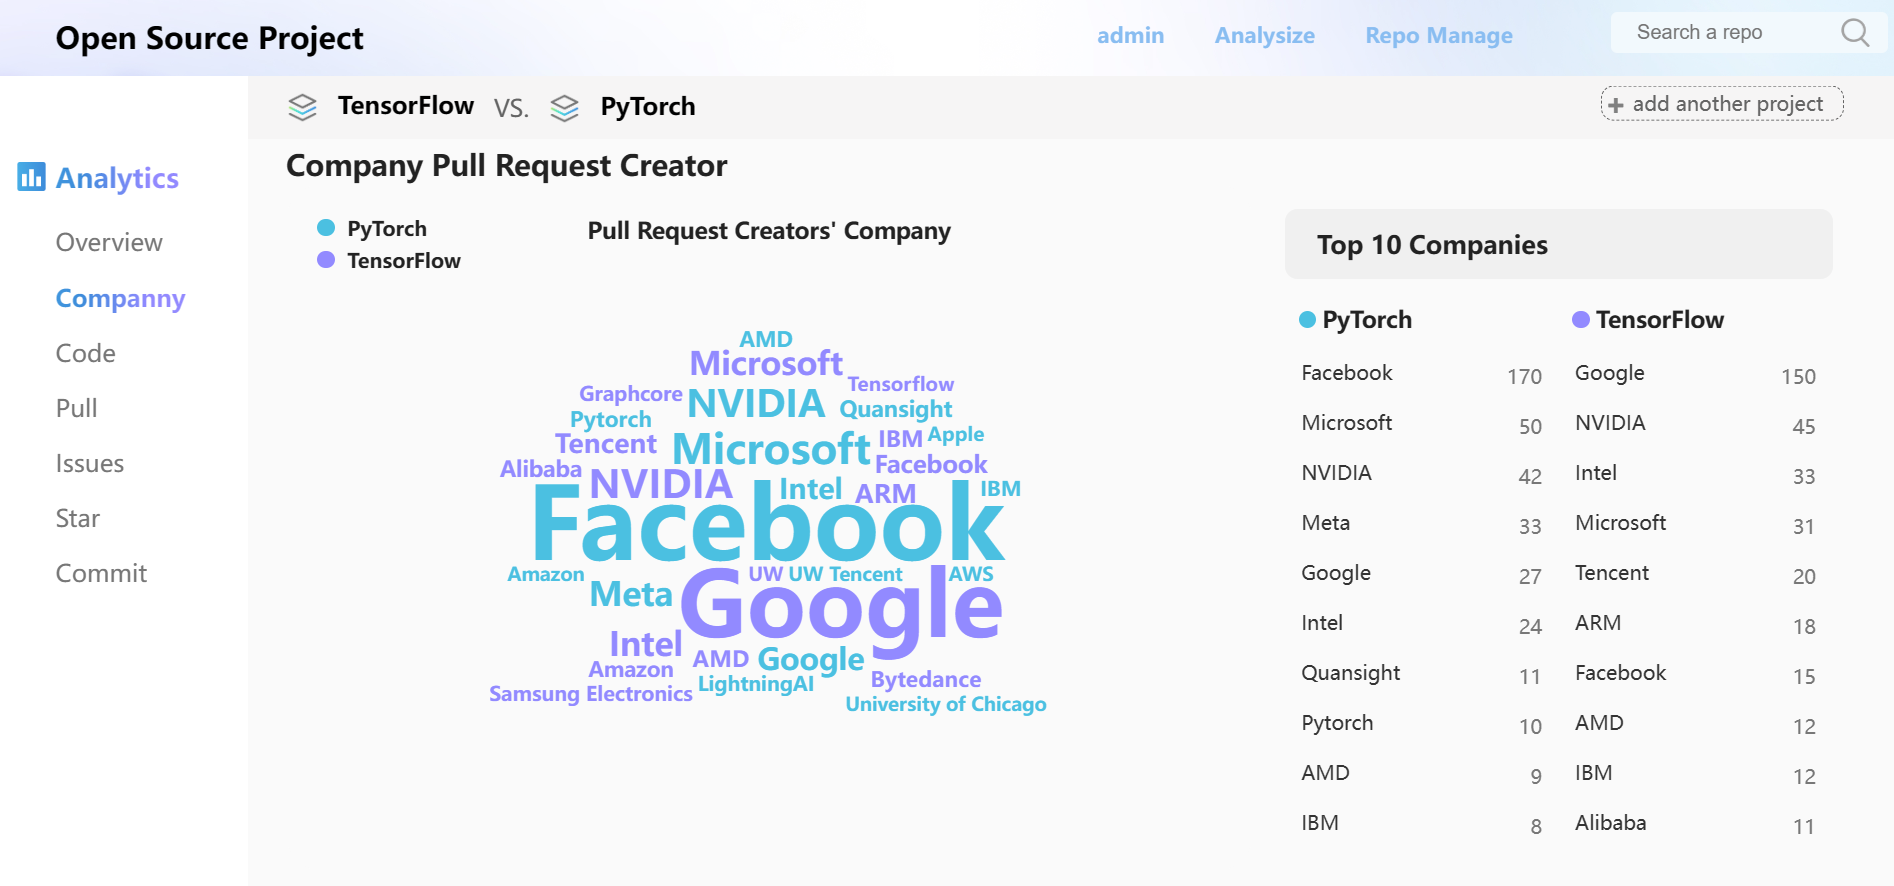 Open Source Project
admin
Analysize
Repo Manage
Search a repo
TensorFlow VS. PyTorch
+ add another project
Analytics
Overview
Companny
Code
Pull
Issues
Star
Commit
Company Pull Request Creator
PyTorch
TensorFlow
Pull Request Creators' Company
AMD
Microsoft
Tensorflow
Graphcore
NVIDIA
Quansight
Pytorch
Tencent
Microsoft
IBM
Apple
Facebook
Alibaba
NVIDIA
Intel
ARM
IBM
Facebook
Amazon
UW
UW
Tencent
AWS
Meta
Google
Intel
Amazon
AMD
Google
Bytedance
Samsung Electronics
LightningAI
University of Chicago
Top 10 Companies
PyTorch
TensorFlow
Facebook 170 Google 150
Microsoft 50 NVIDIA 45
NVIDIA 42 Intel 33
Meta 33 Microsoft 31
Google 27 Tencent 20
Intel 24 ARM 18
Quansight 11 Facebook 15
Pytorch 10 AMD 12
AMD 9 IBM 12
IBM 8 Alibaba 11